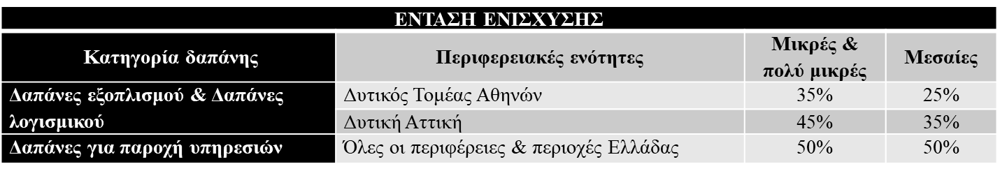 ΕΝΤΑΣΗ ΕΝΙΣΧΥΣΗΣ
Κατηγορία δαπάνης Περιφερειακές ενότητες Μικρές & πολύ μικρές Μεσαίες
Δαπάνες εξοπλισμού & Δαπάνες λογισμικού Δυτικός Τομέας Αθηνών 35% 25%
Δυτική Αττική 45% 35%
Δαπάνες για παροχή υπηρεσιών Όλες οι περιφέρειες & περιοχές Ελλάδας 50% 50%